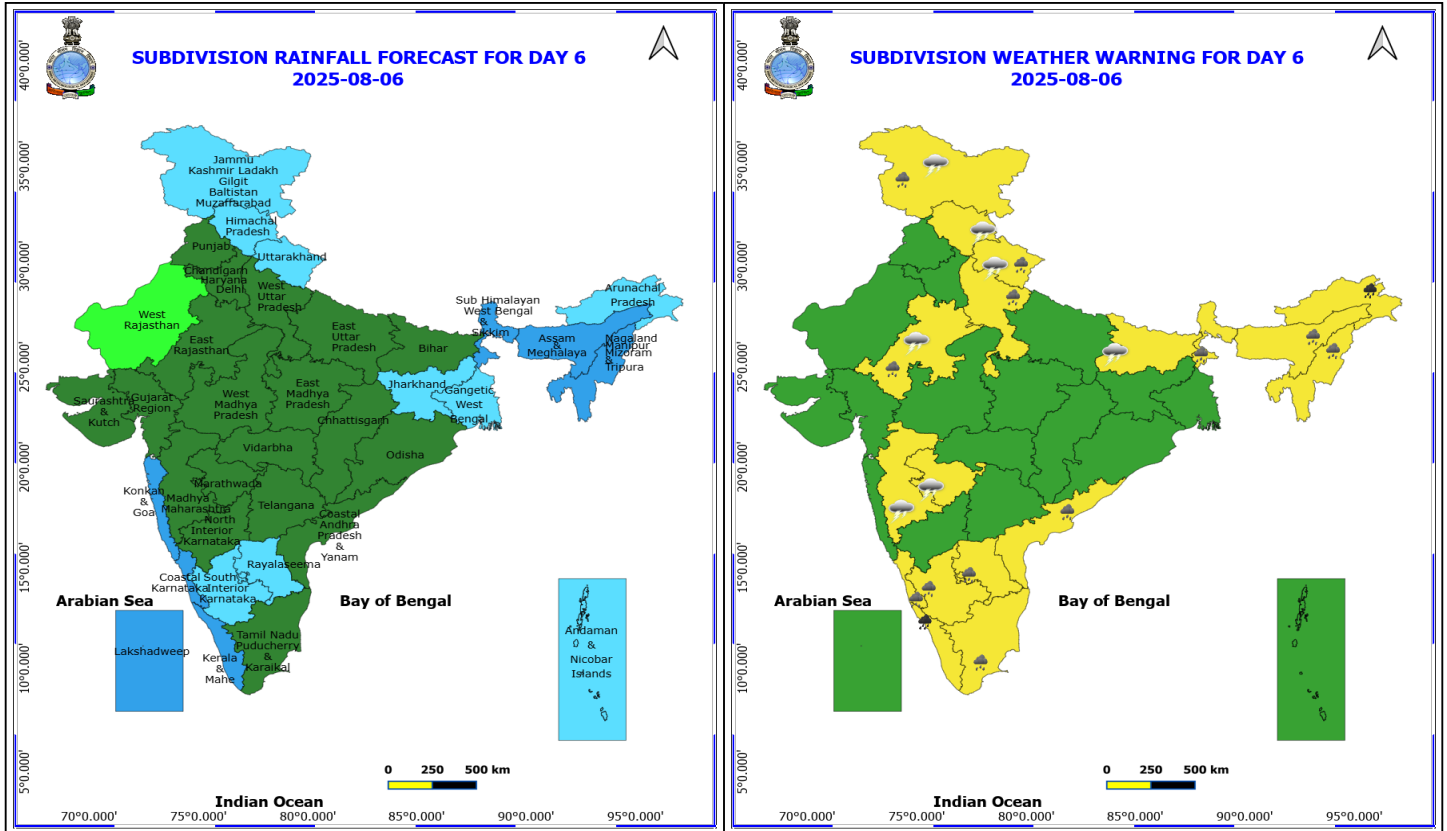 SUBDIVISION RAINFALL FORECAST FOR DAY 6
2025-08-06
40°0.000'
35°0.000'
30°0.000'
25°0.000'
20°0.000'
15°0.000'
10°0.000'
5°0.000'
Jammu
Kashmir Ladakh
Gilgit
Baltistan
Muzaffarabad
Himachal
Pradesh
Punjab
Uttarakhand
Chandigarh
Haryana
Delhi
West
Uttar
Pradesh
West
Rajasthan
East
Rajasthan
East
Uttar
Pradesh
Bihar
Sub Himalayan
West Bengal
&
Sikkim
Arunachal
Pradesh
Assam
&
Meghalaya
Nagaland
Manipur
Mizoram
&
Tripura
Jharkhand
Gangetic
West
Bengal
Saurashtra
&
Kutch
Gujarat
Region
West
Madhya
Pradesh
East
Madhya
Pradesh
Chhattisgarh
Vidarbha
Odisha
Konkan
&
Goa
Madhya
Maharashtra
Marathwada
Telangana
North
Interior
Karnataka
Coastal
Andhra
Pradesh
&
Yanam
Rayalaseema
Coastal
Karnataka
South
Interior
Karnataka
Tamil Nadu
Puducherry
&
Karaikal
Kerala
&
Mahe
Lakshadweep
Andaman
&
Nicobar
Islands
Arabian Sea
Bay of Bengal
0 250 500 km
Indian Ocean
70°0.000' 75°0.000' 80°0.000' 85°0.000' 90°0.000' 95°0.000'
SUBDIVISION WEATHER WARNING FOR DAY 6
2025-08-06
40°0.000'
35°0.000'
30°0.000'
25°0.000'
20°0.000'
15°0.000'
10°0.000'
5°0.000'
Arabian Sea
Bay of Bengal
0 250 500 km
Indian Ocean
70°0.000' 75°0.000' 80°0.000' 85°0.000' 90°0.000' 95°0.000'